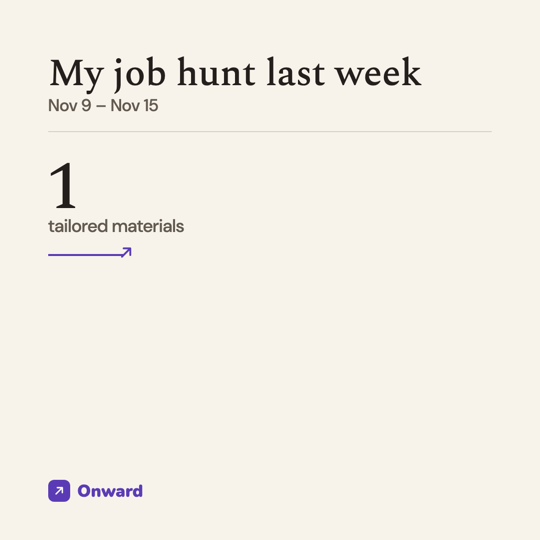 My job hunt last week
Nov 9 – Nov 15
1
tailored materials
Onward